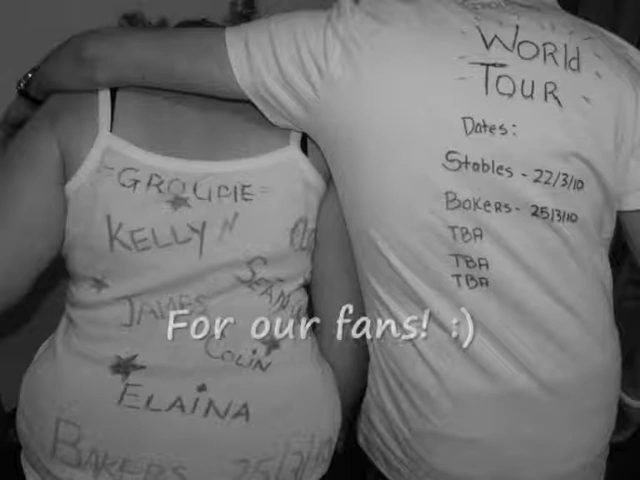 -GROUPIE-
KELLY
SEAN
JAMES
COLIN
ELAINA
BAKERS 25/3/10
WORLD
TOUR
Dates:
Stables - 22/3/10
Bakers - 25/3/10
TBA
TBA
TBA
For our fans! :)